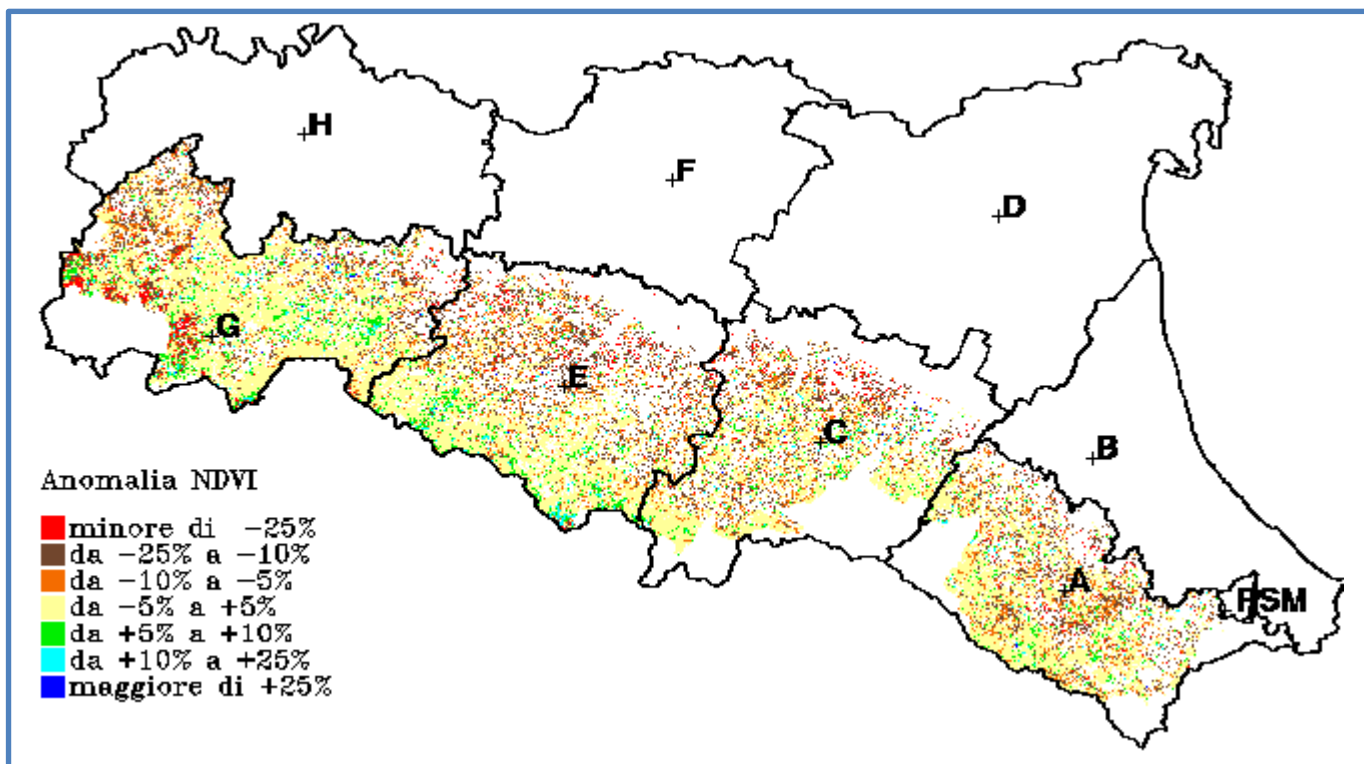 H
F
D
G
E
C
B
A
RSM
Anomalia NDVI
minore di -25%
da -25% a -10%
da -10% a -5%
da -5% a +5%
da +5% a +10%
da +10% a +25%
maggiore di +25%